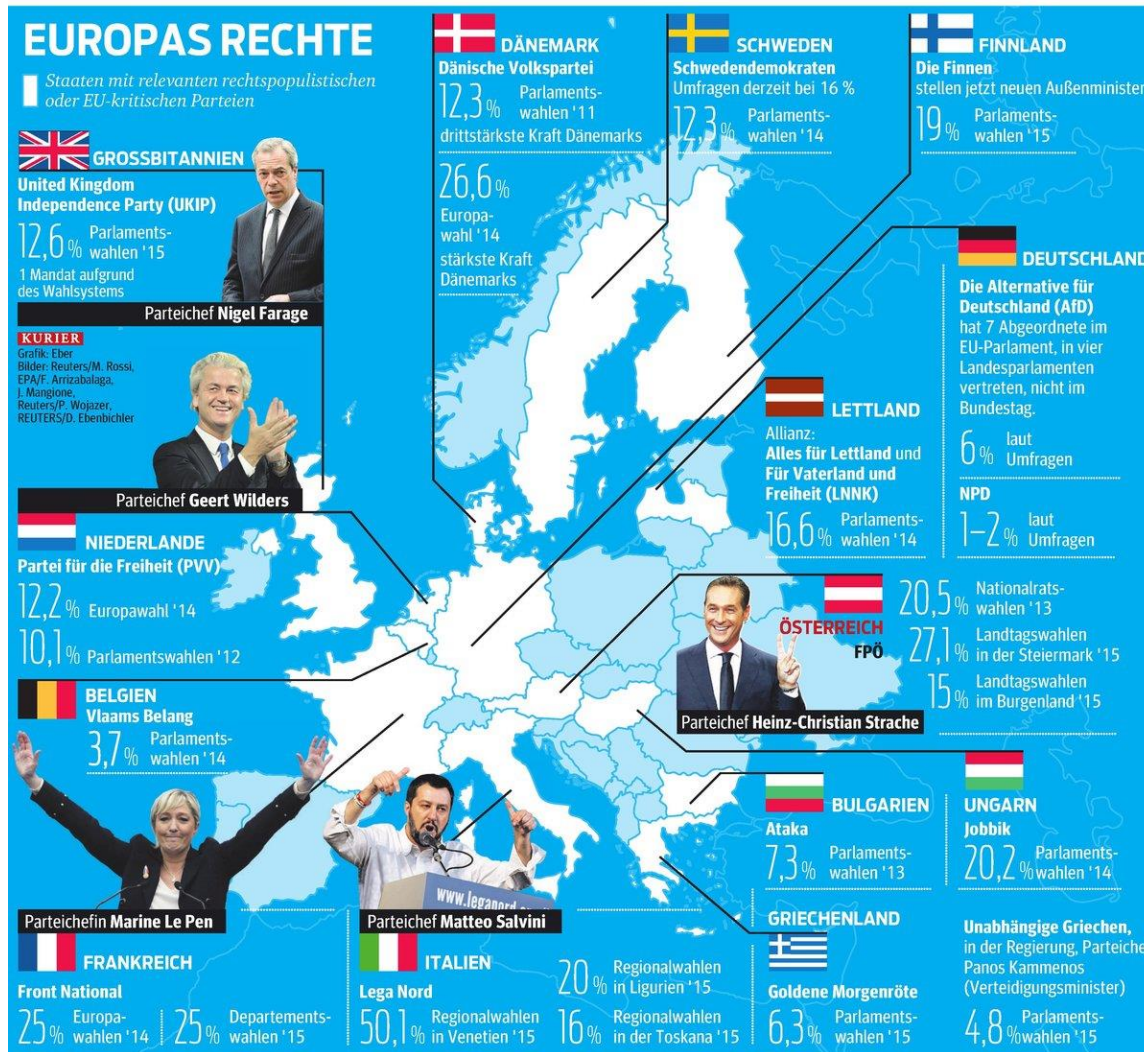 EUROPAS RECHTE
Staaten mit relevanten rechtspopulistischen
oder EU-kritischen Parteien
GROSSBITANNIEN
United Kingdom
Independence Party (UKIP)
12,6% Parlaments-
wahlen '15
1 Mandat aufgrund
des Wahlsystems
Parteichef Nigel Farage
KURIER
Grafik: Eber
Bilder: Reuters/M. Rossi,
EPA/F. Arrizabalaga,
J. Mangione,
Reuters/P. Wojazer,
REUTERS/D. Ebenbichler
Parteichef Geert Wilders
NIEDERLANDE
Partei für die Freiheit (PVV)
12,2% Europawahl '14
10,1% Parlamentswahlen '12
BELGIEN
Vlaams Belang
3,7% Parlaments-
wahlen '14
Parteichefin Marine Le Pen
FRANKREICH
Front National
25% Europa-
wahlen '14
25% Departements-
wahlen '15
DÄNEMARK
Dänische Volkspartei
12,3% Parlaments-
wahlen '11
drittstärkste Kraft Dänemarks
26,6%
Europa-
wahl '14
stärkste Kraft
Dänemarks
SCHWEDEN
Schwedendemokraten
Umfragen derzeit bei 16 %
12,3% Parlaments-
wahlen '14
FINNLAND
Die Finnen
stellen jetzt neuen Außenminister
19% Parlaments-
wahlen '15
DEUTSCHLAND
Die Alternative für
Deutschland (AfD)
hat 7 Abgeordnete im
EU-Parlament, in vier
Landesparlamenten
vertreten, nicht im
Bundestag.
6% laut
Umfragen
NPD
1–2% laut
Umfragen
LETTLAND
Allianz:
Alles für Lettland und
Für Vaterland und
Freiheit (LNNK)
16,6% Parlaments-
wahlen '14
ÖSTERREICH
FPÖ
Parteichef Heinz-Christian Strache
20,5% Nationalrats-
wahlen '13
27,1% Landtagswahlen
in der Steiermark '15
15% Landtagswahlen
im Burgenland '15
BULGARIEN
Ataka
7,3% Parlaments-
wahlen '13
UNGARN
Jobbik
20,2% Parlaments-
wahlen '14
www.leganord
Parteichef Matteo Salvini
ITALIEN
Lega Nord
50,1% Regionalwahlen
in Venetien '15
20% Regionalwahlen
in Ligurien '15
16% Regionalwahlen
in der Toskana '15
GRIECHENLAND
Goldene Morgenröte
6,3% Parlaments-
wahlen '15
Unabhängige Griechen,
in der Regierung, Parteiche
Panos Kammenos
(Verteidigungsminister)
4,8% Parlaments-
wahlen '15